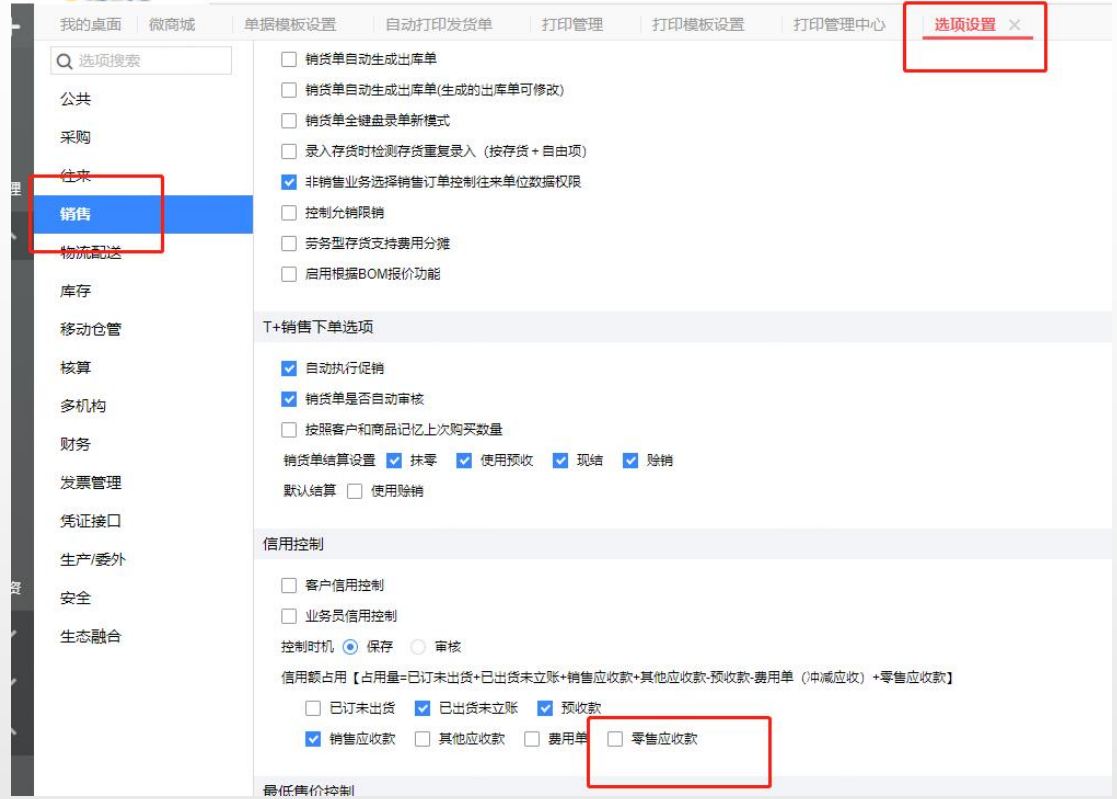 我的桌面 微商城 单据模板设置 自动打印发货单 打印管理 打印模板设置 打印管理中心 选项设置
选项搜索
公共
采购
往来
理
销售
物流配送
库存
移动仓管
核算
多机构
财务
发票管理
凭证接口
生产/委外
资
安全
生态融合
销货单自动生成出库单
销货单自动生成出库单(生成的出库单可修改)
销货单全键盘录单新模式
录入存货时检测存货重复录入（按存货+自由项）
非销售业务选择销售订单控制往来单位数据权限
控制允销限销
劳务型存货支持费用分摊
启用根据BOM报价功能
T+销售下单选项
自动执行促销
销货单是否自动审核
按照客户和商品记忆上次购买数量
销货单结算设置 抹零 使用预收 现结 赊销
默认结算 使用赊销
信用控制
客户信用控制
业务员信用控制
控制时机 保存 审核
信用额占用【占用量=已订未出货+已出货未立账+销售应收款+其他应收款-预收款-费用单（冲减应收）+零售应收款】
已订未出货 已出货未立账 预收款
销售应收款 其他应收款 费用单 零售应收款
最低售价控制